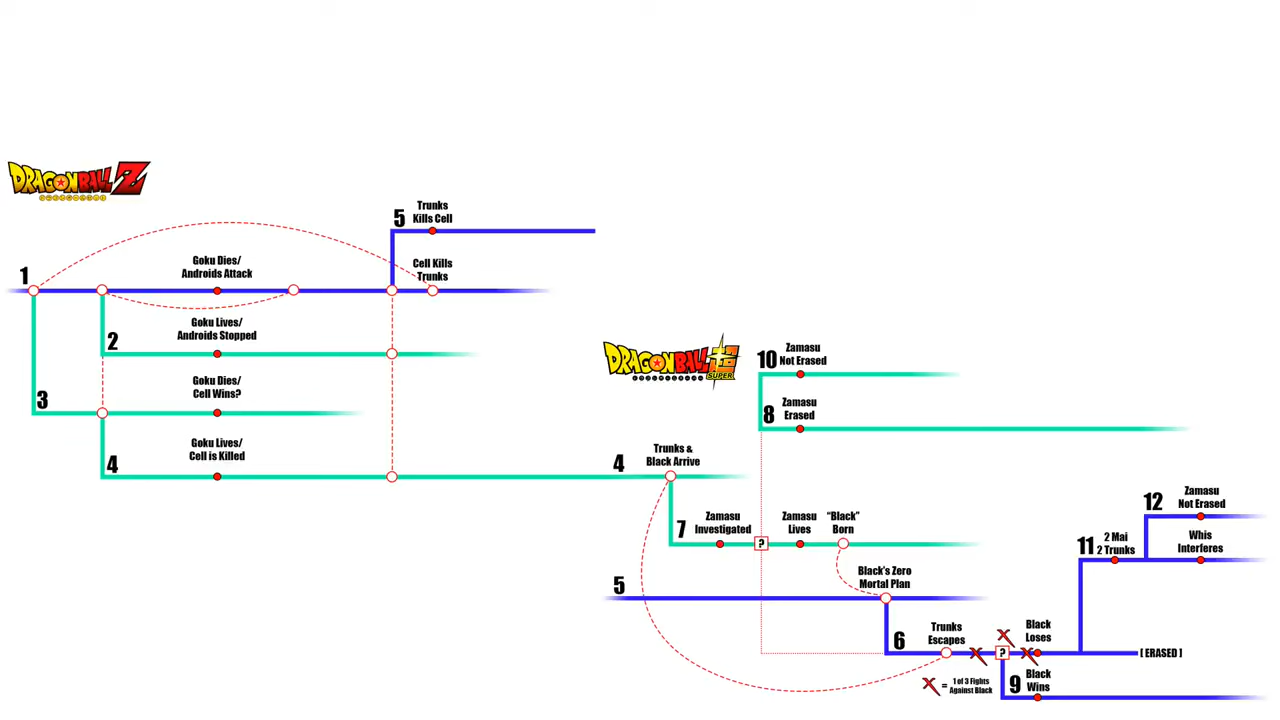 DRAGON BALL Z
5
Trunks
Kills Cell
1
Goku Dies/
Androids Attack
Cell Kills
Trunks
2
Goku Lives/
Androids Stopped
3
Goku Dies/
Cell Wins?
4
Goku Lives/
Cell is Killed
DRAGON BALL 超
SUPER
10
Zamasu
Not Erased
8
Zamasu
Erased
4
Trunks &
Black Arrive
7
Zamasu
Investigated
?
Zamasu
Lives
“Black”
Born
5
Black's Zero
Mortal Plan
6
Trunks
Escapes
?
Black
Loses
[ ERASED ]
9
Black
Wins
= 1 of 3 Fights
Against Black
11
2 Mai
2 Trunks
12
Zamasu
Not Erased
Whis
Interferes